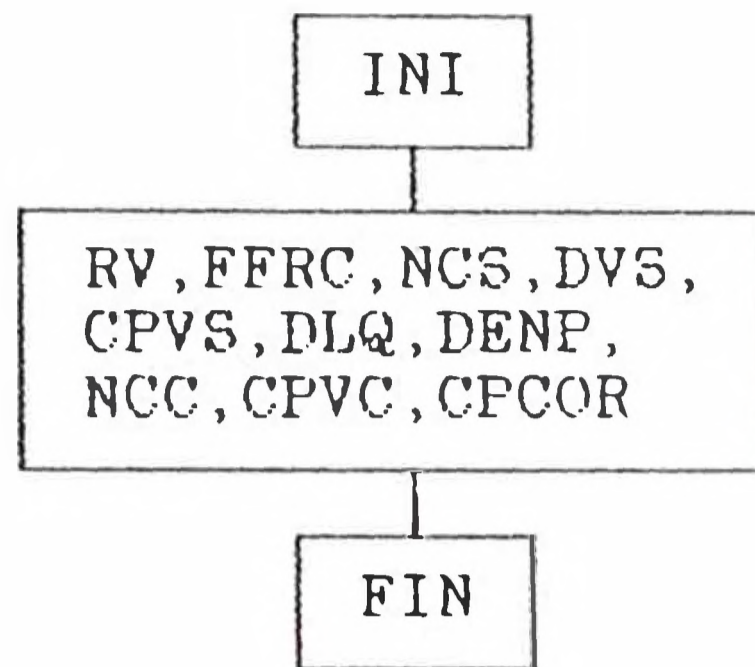 INI
RV,FFRC,NCS,DVS,
CPVS,DLQ,DENP,
NCC,CPVC,CPCOR
FIN